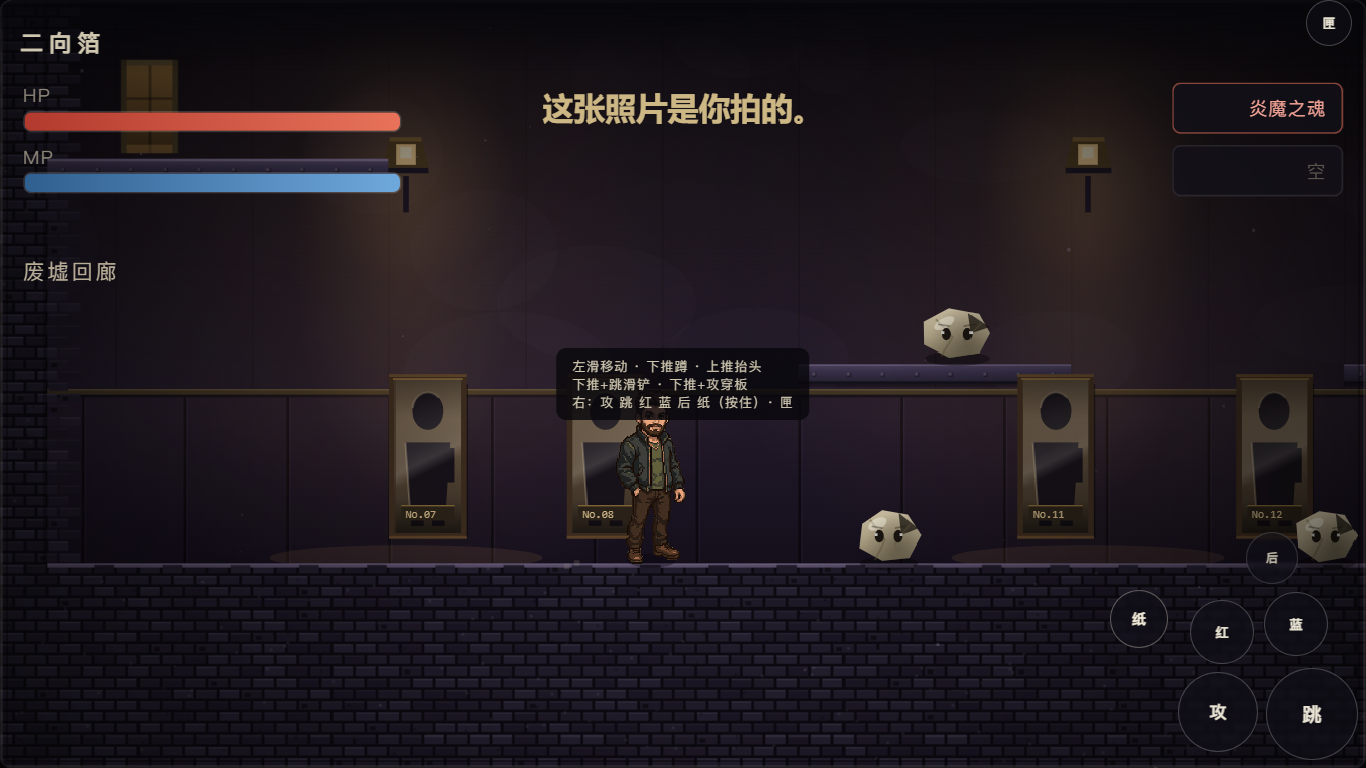 二向箔
匣
HP
这张照片是你拍的。
炎魔之魂
MP
空
废墟回廊
左滑移动 · 下推蹲 · 上推抬头
下推+跳滑铲 · 下推+攻穿板
右: 攻 跳 红 蓝 后 纸 (按住) · 匣
No.07
No.08
No.11
No.12
后
纸
红
蓝
攻
跳